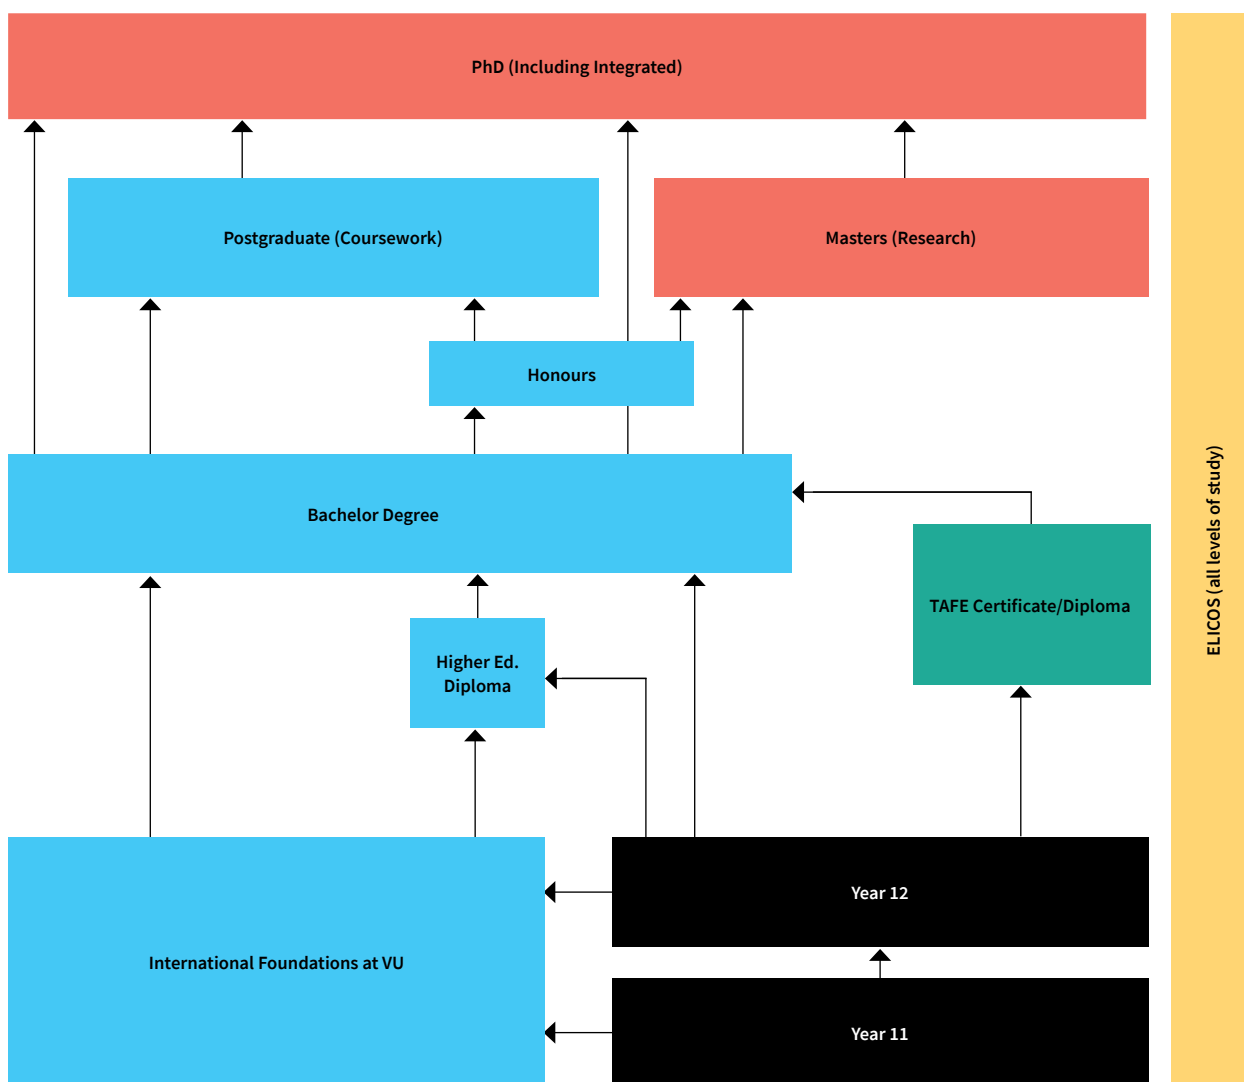 PhD (Including Integrated)
Postgraduate (Coursework)
Masters (Research)
Honours
Bachelor Degree
TAFE Certificate/Diploma
Higher Ed.
Diploma
Year 12
International Foundations at VU
Year 11
ELICOS (all levels of study)